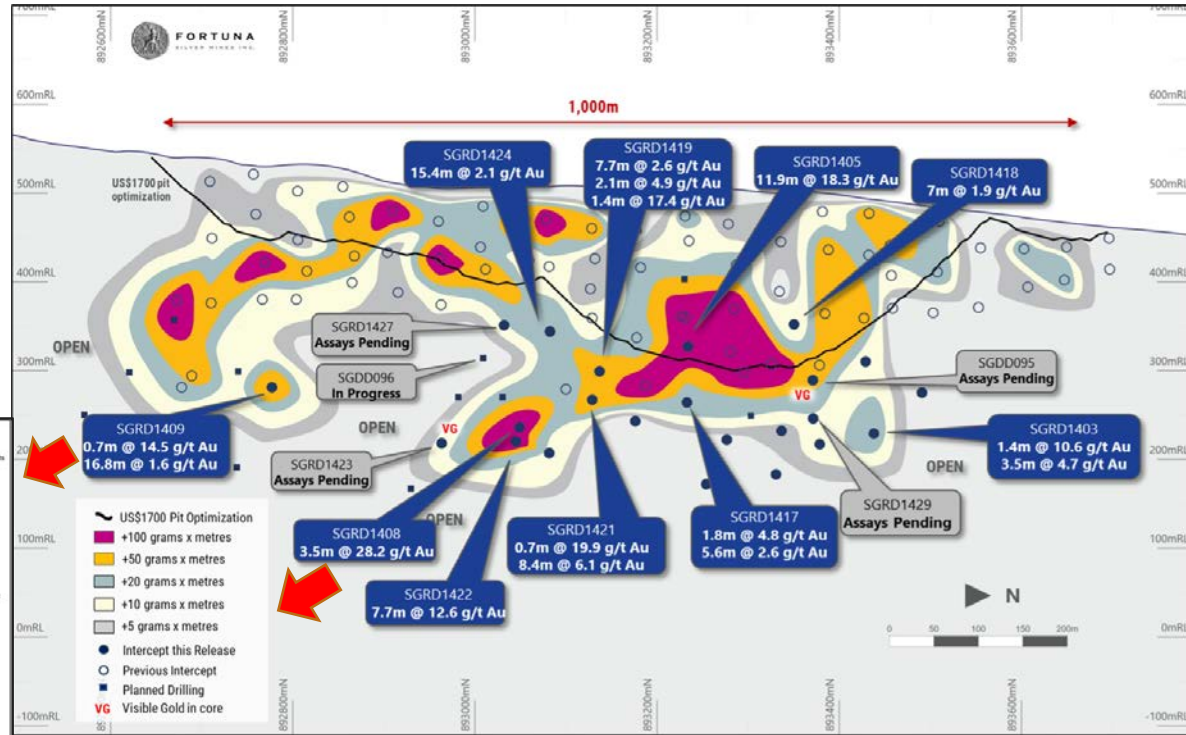 700mRL
892600mN
892800mN
893000mN
893200mN
893400mN
893600mN
700mRL
FORTUNA
SILVER MINES INC.
600mRL
600mRL
1,000m
SGRD1424
15.4m @ 2.1 g/t Au
SGRD1419
7.7m @ 2.6 g/t Au
2.1m @ 4.9 g/t Au
1.4m @ 17.4 g/t Au
SGRD1405
11.9m @ 18.3 g/t Au
SGRD1418
7m @ 1.9 g/t Au
US$1700 pit
optimization
500mRL
500mRL
400mRL
400mRL
SGRD1427
Assays Pending
OPEN
SGDD096
In Progress
300mRL
300mRL
SGDD095
Assays Pending
VG
SGRD1409
0.7m @ 14.5 g/t Au
16.8m @ 1.6 g/t Au
OPEN
VG
SGRD1403
1.4m @ 10.6 g/t Au
3.5m @ 4.7 g/t Au
SGRD1423
Assays Pending
OPEN
200mRL
SGRD1429
Assays Pending
OPEN
SGRD1408
3.5m @ 28.2 g/t Au
SGRD1421
0.7m @ 19.9 g/t Au
8.4m @ 6.1 g/t Au
SGRD1417
1.8m @ 4.8 g/t Au
5.6m @ 2.6 g/t Au
SGRD1422
7.7m @ 12.6 g/t Au
US$1700 Pit Optimization
+100 grams x metres
+50 grams x metres
+20 grams x metres
+10 grams x metres
+5 grams x metres
Intercept this Release
Previous Intercept
Planned Drilling
VG Visible Gold in core
100mRL
100mRL
N
0 50 100 150 200m
0mRL
0mRL
-100mRL
892800mN
893000mN
893200mN
893400mN
893600mN
-100mRL